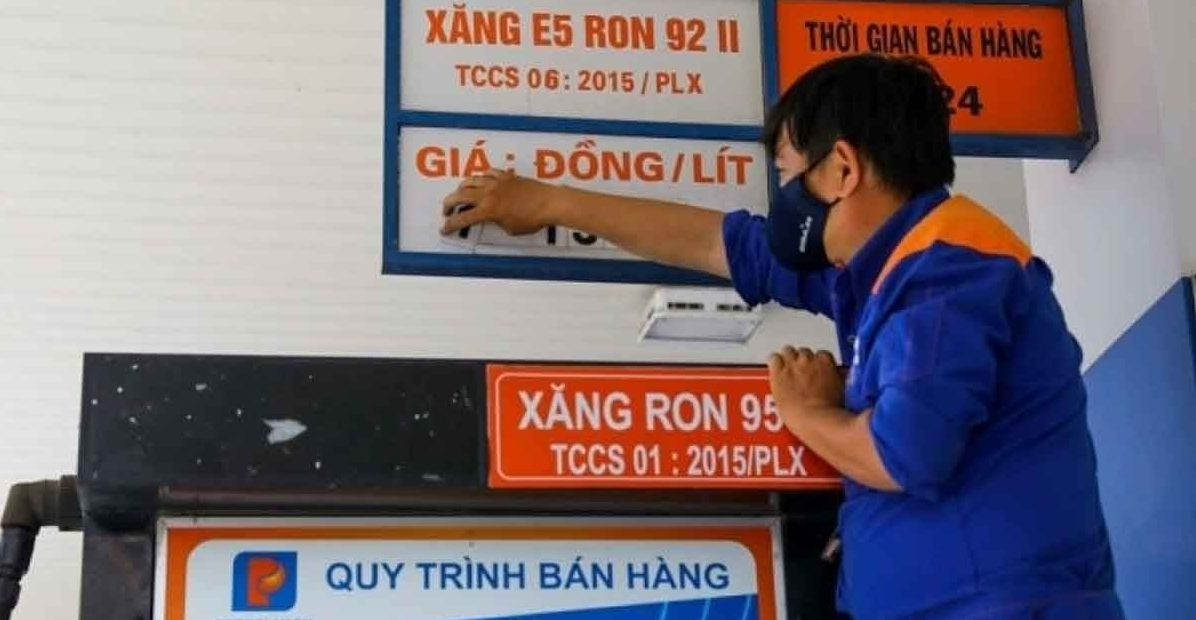 XĂNG E5 RON 92 II
TCCS 06 : 2015 / PLX
THỜI GIAN BÁN HÀNG
24
GIÁ : ĐỒNG / LÍT
XĂNG RON 95
TCCS 01 : 2015/PLX
QUY TRÌNH BÁN HÀNG